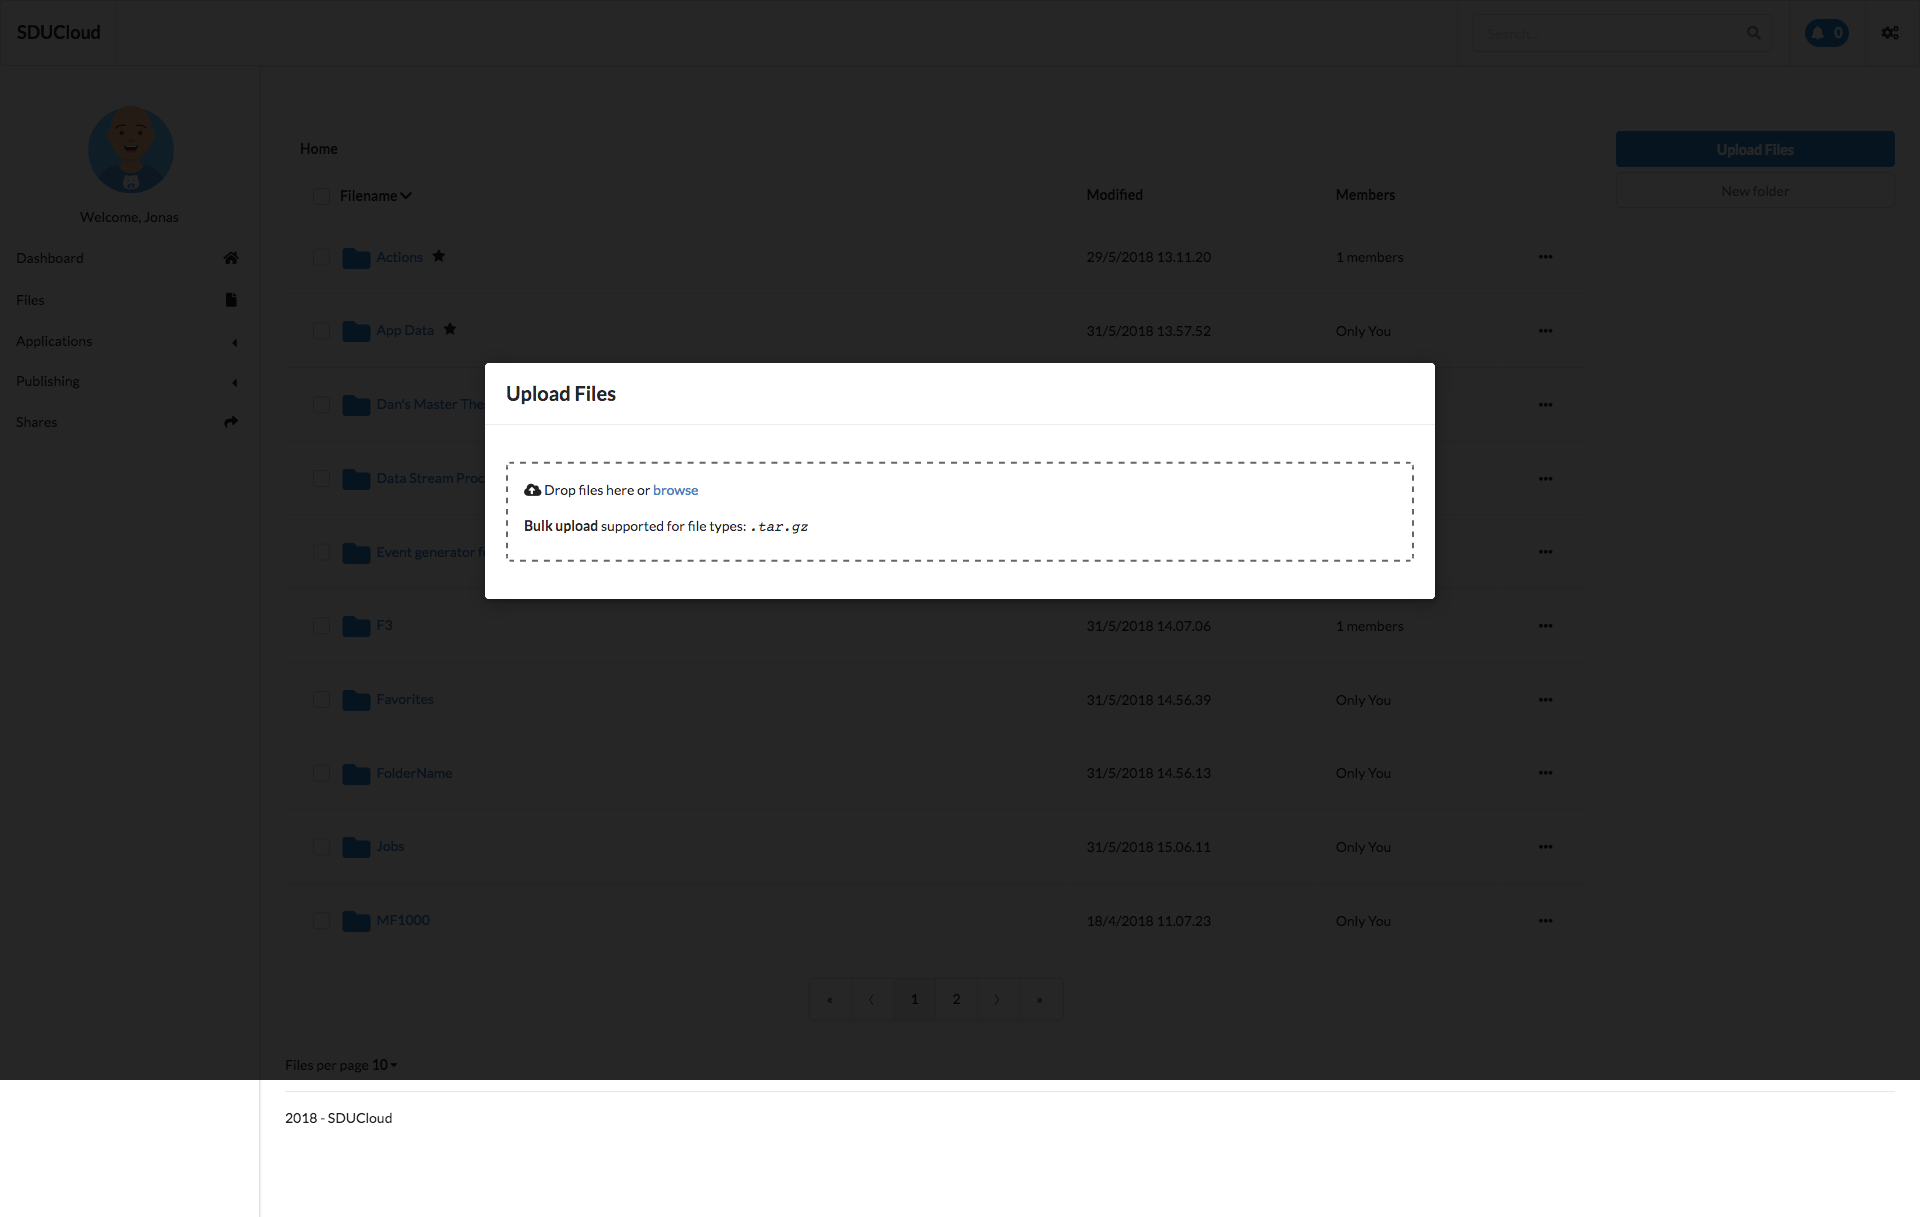 SDUCloud
Search...
0
Welcome, Jonas
Dashboard
Files
Applications
Publishing
Shares
Home
Upload Files
New folder
Filename Modified Members
Actions 29/5/2018 13.11.20 1 members
App Data 31/5/2018 13.57.52 Only You
Dan's Master The
Data Stream Proc
Event generator f
Upload Files
Drop files here or browse
Bulk upload supported for file types: .tar.gz
F3 31/5/2018 14.07.06 1 members
Favorites 31/5/2018 14.56.39 Only You
FolderName 31/5/2018 14.56.13 Only You
Jobs 31/5/2018 15.06.11 Only You
MF1000 18/4/2018 11.07.23 Only You
« ⟨ 1 2 ⟩ »
Files per page 10
2018 - SDUCloud